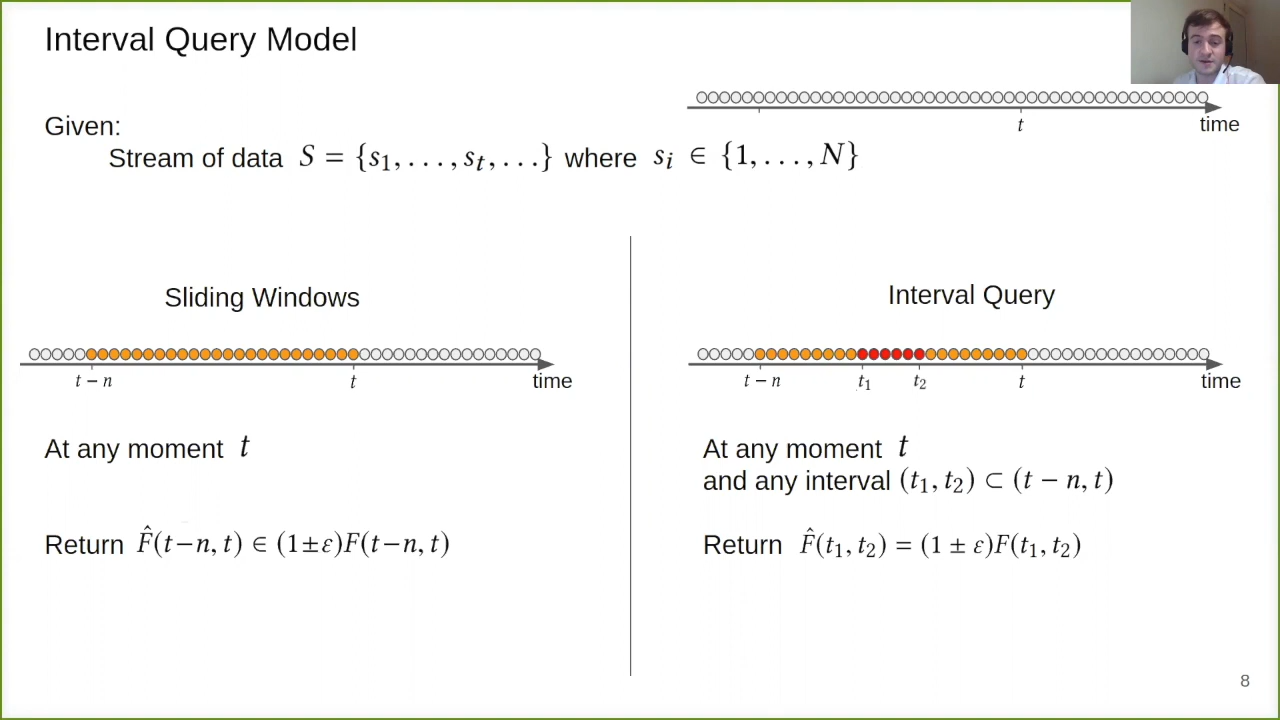 Interval Query Model
t
time
Given:
Stream of data S = {s₁, . . . , sₜ, . . .} where sᵢ ∈ {1, . . . , N}
Sliding Windows
t − n
t
time
At any moment t
Return F̂(t−n, t) ∈ (1±ε)F(t−n, t)
Interval Query
t − n
t₁
t₂
t
time
At any moment t
and any interval (t₁, t₂) ⊂ (t − n, t)
Return F̂(t₁, t₂) = (1 ± ε)F(t₁, t₂)
8